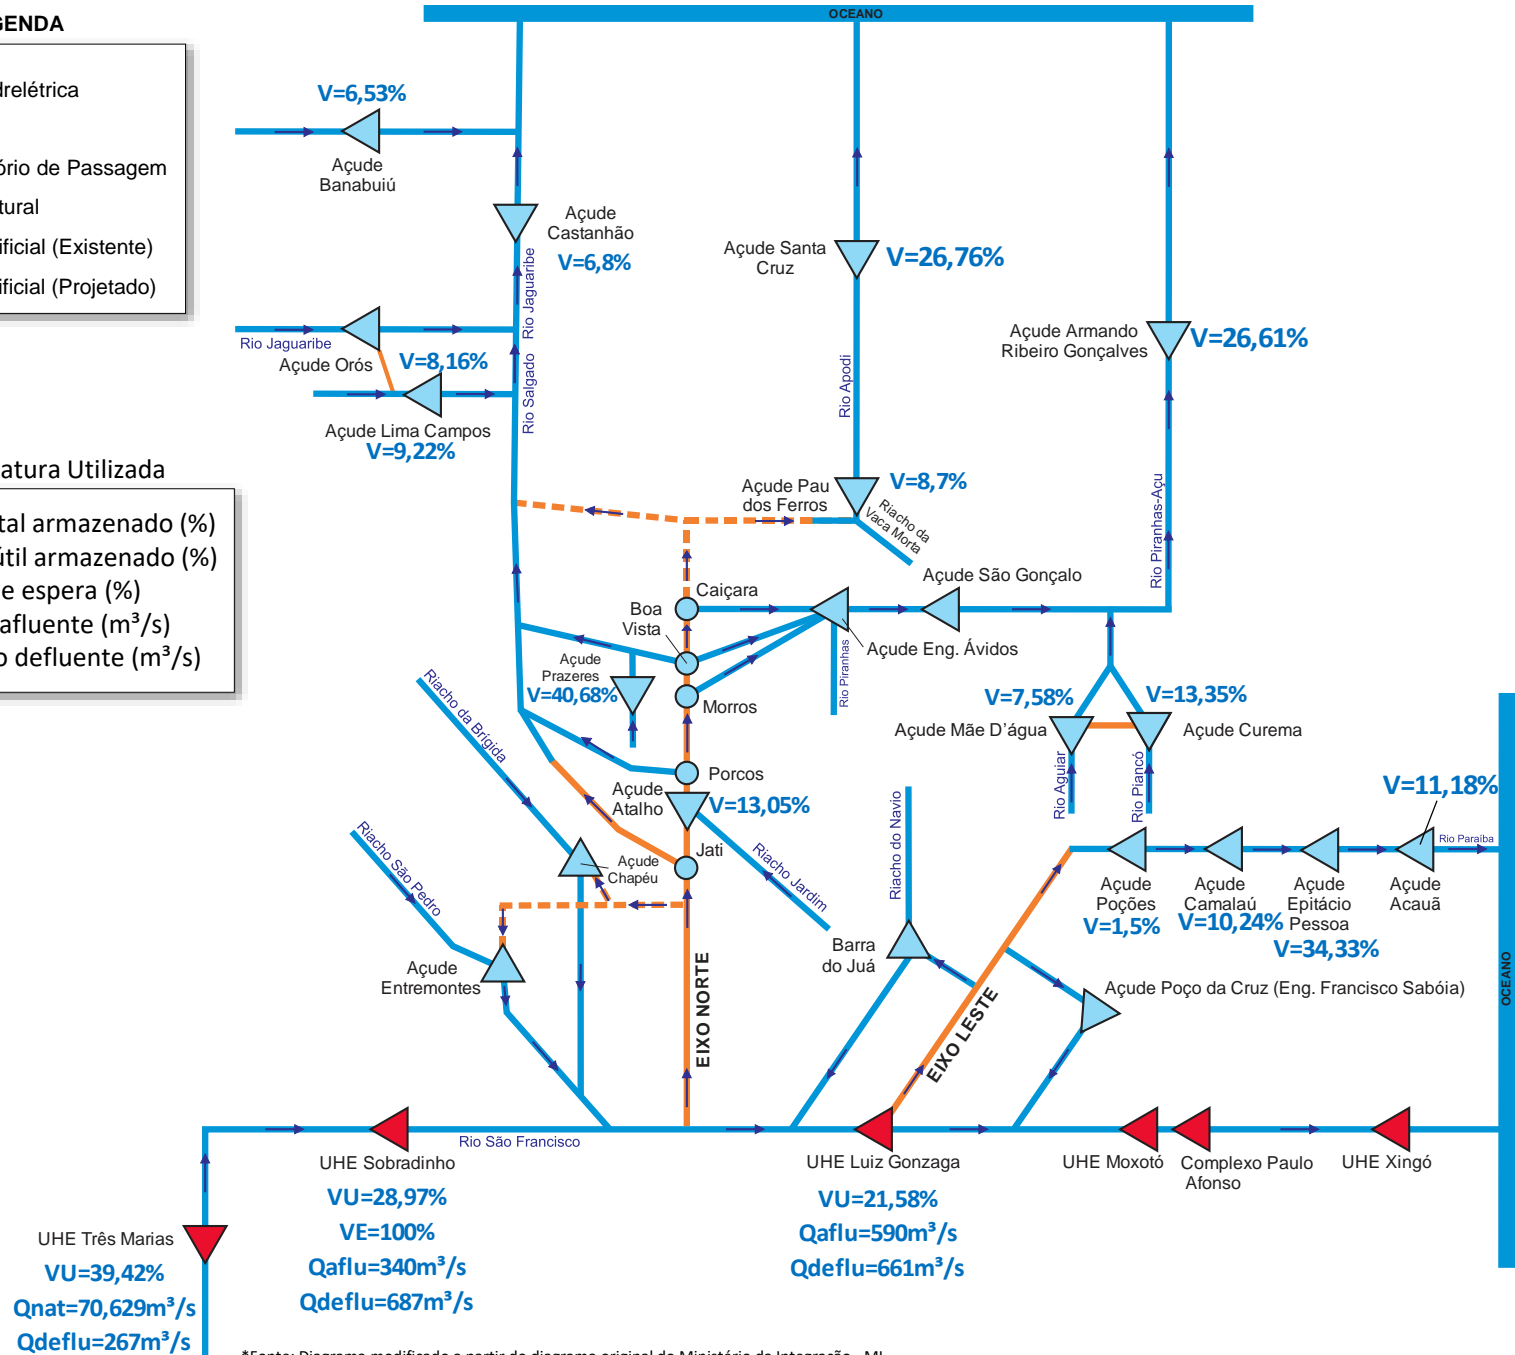 OCEANO
GENDA
drelétrica
ório de Passagem
tural
ificial (Existente)
ificial (Projetado)
V=6,53%
Açude
Banabuiú
Açude
Castanhão
V=6,8%
Rio Jaguaribe
Açude Santa
Cruz
V=26,76%
Açude Armando
Ribeiro Gonçalves
V=26,61%
Rio Jaguaribe
Açude Orós
V=8,16%
Rio Salgado
Rio Apodi
Açude Lima Campos
V=9,22%
atura Utilizada
tal armazenado (%)
útil armazenado (%)
e espera (%)
afluente (m³/s)
o defluente (m³/s)
Açude Pau
dos Ferros
V=8,7%
Riacho da
Vaca Morta
Rio Piranhas-Açu
Açude São Gonçalo
Caiçara
Boa
Vista
Açude Eng. Ávidos
Rio Piranhas
Açude
Prazeres
V=40,68%
Morros
Riacho da Brígida
V=7,58%
V=13,35%
Açude Mãe D'água
Açude Curema
Rio Aguiar
Rio Piancó
Porcos
Açude
Atalho
V=13,05%
V=11,18%
Riacho do Navio
Riacho São Pedro
Açude
Chapéu
Jati
Riacho Jardim
Rio Paraíba
Açude
Poções
V=1,5%
Açude
Camalaú
V=10,24%
Açude
Epitácio
Pessoa
V=34,33%
Açude
Acauã
Barra
do Juá
Açude
Entremontes
EIXO NORTE
EIXO LESTE
Açude Poço da Cruz (Eng. Francisco Sabóia)
OCEANO
Rio São Francisco
UHE Sobradinho
VU=28,97%
VE=100%
Qaflu=340m³/s
Qdeflu=687m³/s
UHE Luiz Gonzaga
VU=21,58%
Qaflu=590m³/s
Qdeflu=661m³/s
UHE Moxotó
Complexo Paulo
Afonso
UHE Xingó
UHE Três Marias
VU=39,42%
Qnat=70,629m³/s
Qdeflu=267m³/s